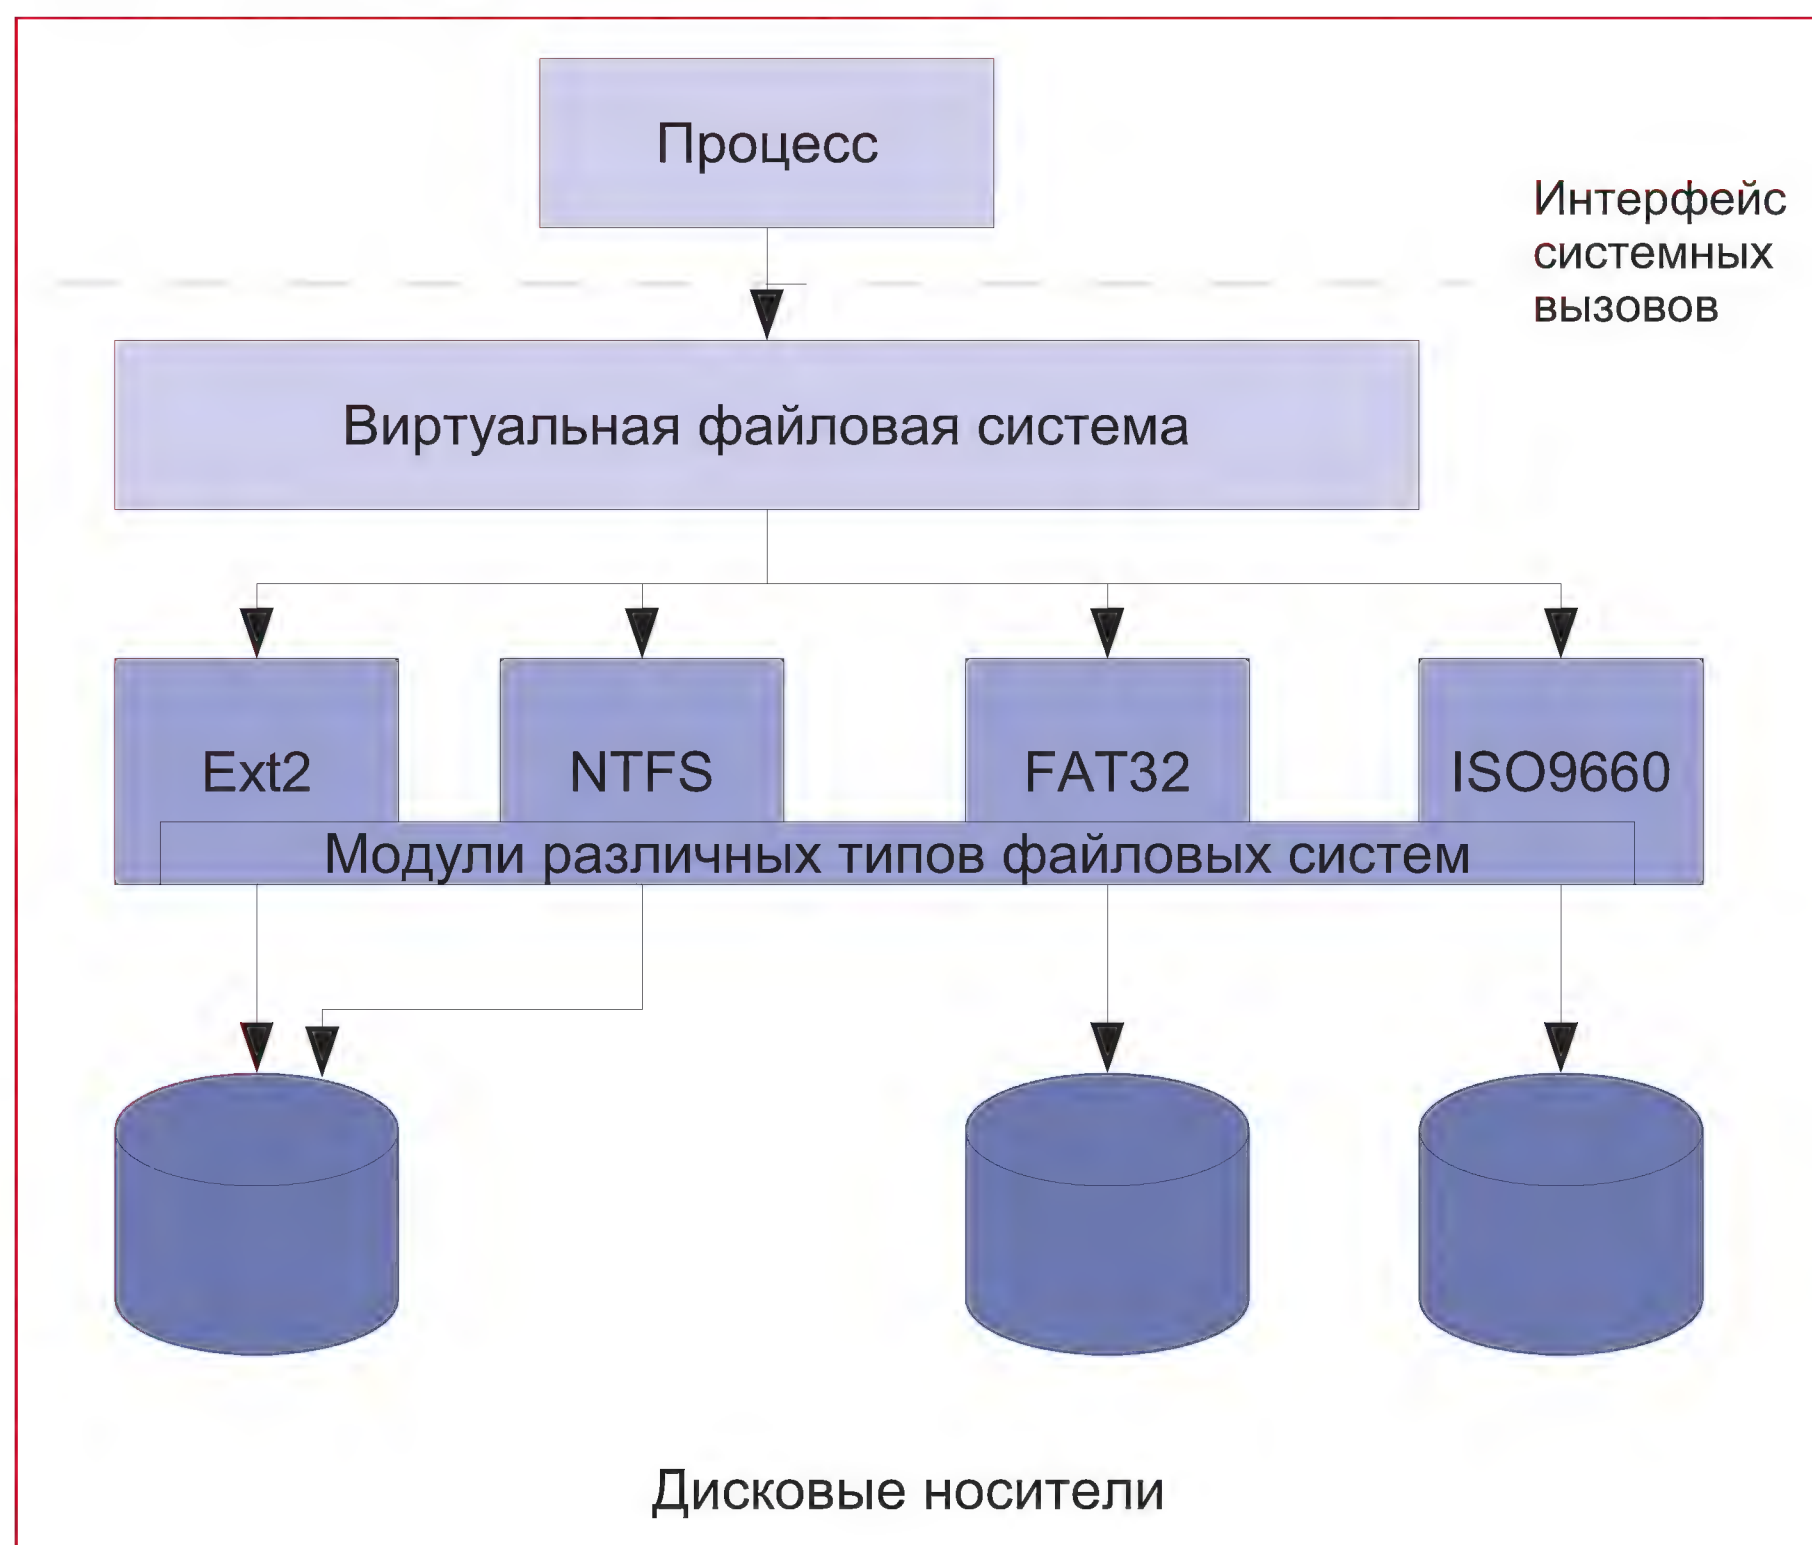 Процесс
Интерфейс
системных
вызовов
Виртуальная файловая система
Ext2
NTFS
FAT32
ISO9660
Модули различных типов файловых систем
Дисковые носители